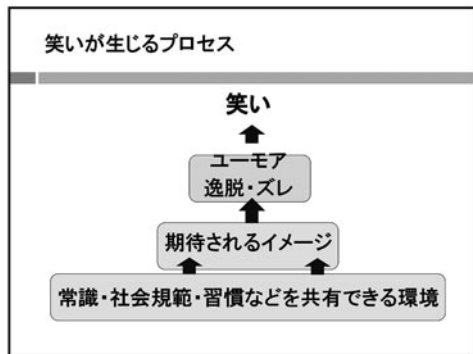 笑いが生じるプロセス
笑い
ユーモア
逸脱・ズレ
期待されるイメージ
常識・社会規範・習慣などを共有できる環境